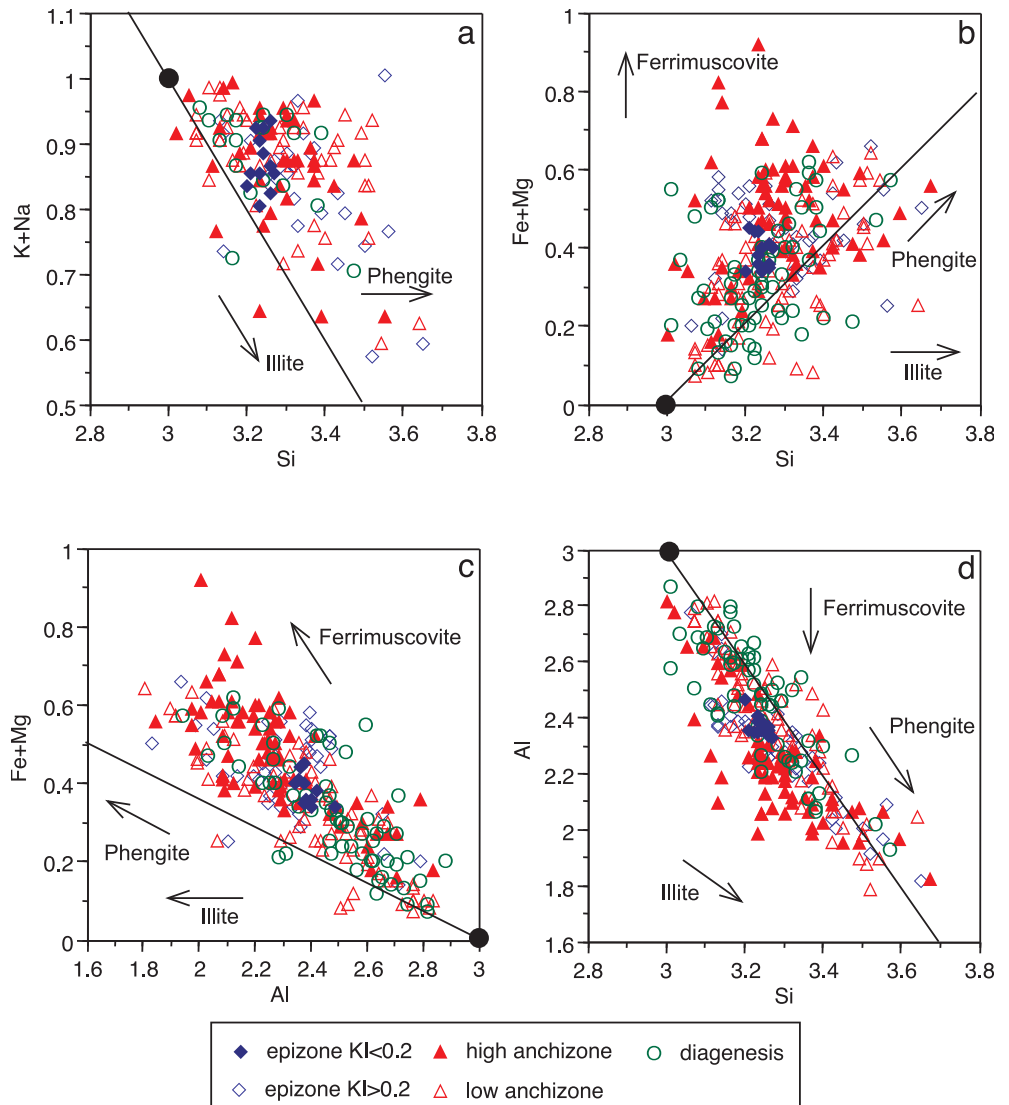 a
K+Na
1.1
1
0.9
0.8
0.7
0.6
0.5
Phengite
Illite
2.8 3 3.2 3.4 3.6 3.8
Si
b
Fe+Mg
1
0.8
0.6
0.4
0.2
0
Ferrimuscovite
Phengite
Illite
2.8 3 3.2 3.4 3.6 3.8
Si
c
Fe+Mg
1
0.8
0.6
0.4
0.2
0
Ferrimuscovite
Phengite
Illite
1.6 1.8 2 2.2 2.4 2.6 2.8 3
Al
d
Al
3
2.8
2.6
2.4
2.2
2
1.8
1.6
Ferrimuscovite
Phengite
Illite
2.8 3 3.2 3.4 3.6 3.8
Si
epizone KI<0.2 high anchizone diagenesis
epizone KI>0.2 low anchizone